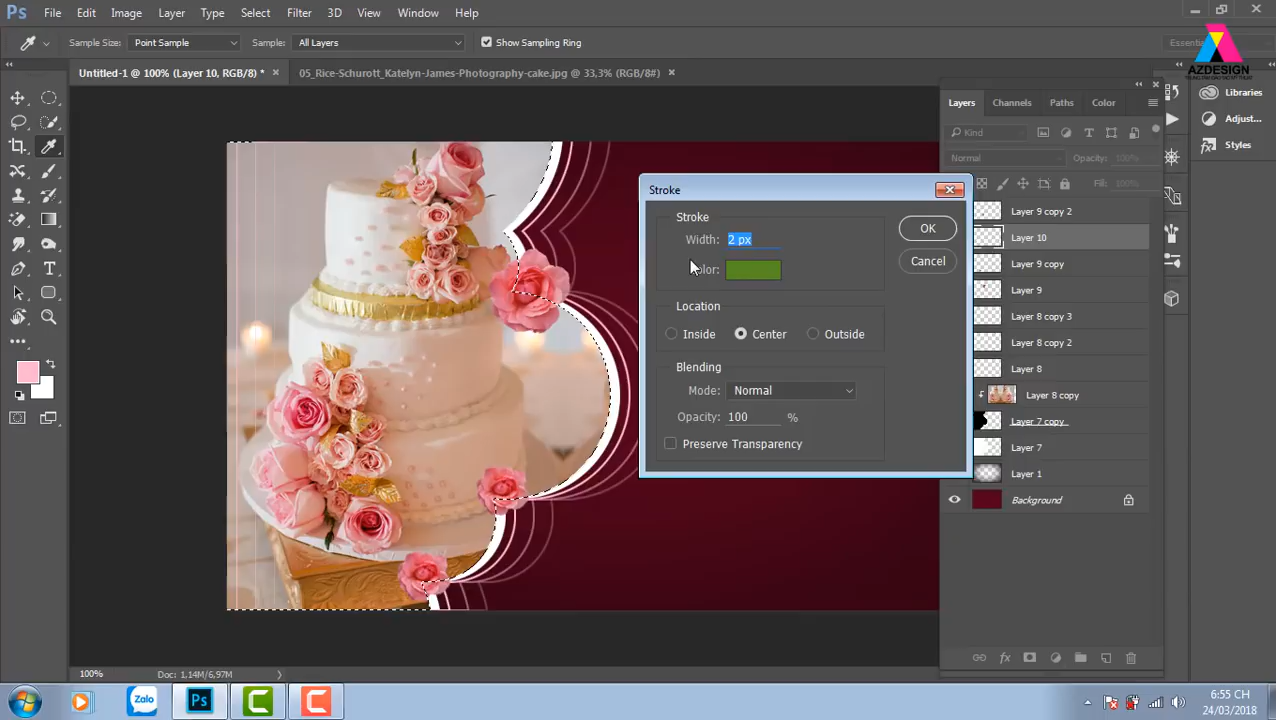 Ps File Edit Image Layer Type Select Filter 3D View Window Help
Sample Size: Point Sample Sample: All Layers Show Sampling Ring
AZDESIGN
Untitled-1 @ 100% (Layer 10, RGB/8) * × 05_Rice-Schurott_Katelyn-James-Photography-cake.jpg @ 33,3% (RGB/8#) ×
Layers Channels Paths Color
Libraries
Adjust...
Styles
Kind
Normal Opacity: 100%
Fill: 100%
Layer 9 copy 2
Layer 10
Layer 9 copy
Layer 9
Layer 8 copy 3
Layer 8 copy 2
Layer 8
Layer 8 copy
Layer 7 copy
Layer 7
Layer 1
Background
Stroke
Stroke
Width: 2 px
OK
Cancel
Location
Inside Center Outside
Blending
Mode: Normal
Opacity: 100 %
Preserve Transparency
100% Doc: 1,14M/6,97M
Zalo Ps
6:55 CH
24/03/2018